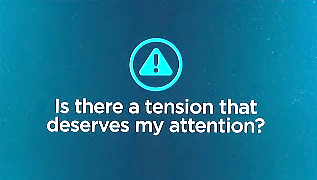 Is there a tension that
deserves my attention?